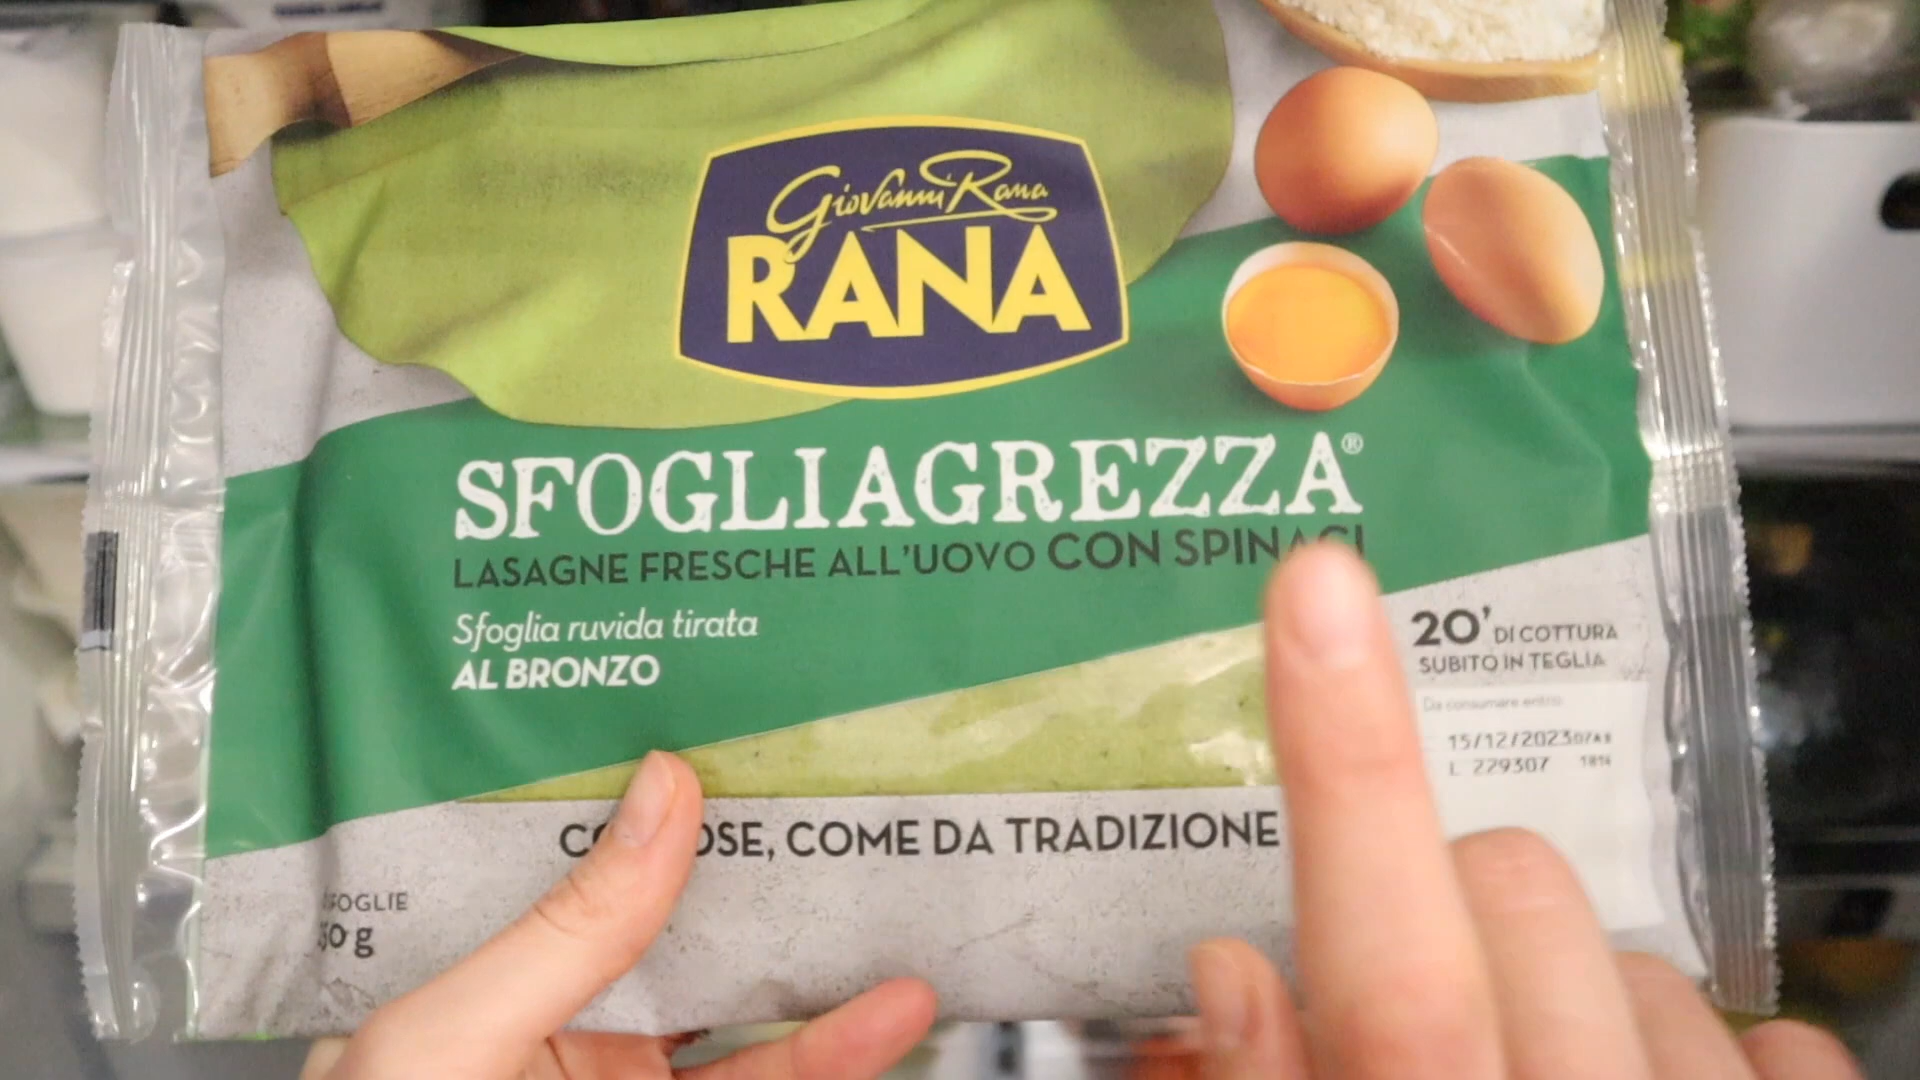 Giovanni Rana
RANA
SFOGLIAGREZZA®
LASAGNE FRESCHE ALL'UOVO CON SPINACI
Sfoglia ruvida tirata
AL BRONZO
20' DI COTTURA
SUBITO IN TEGLIA
Da consumare entro:
15/12/2023
L 229307
COME DA TRADIZIONE
g